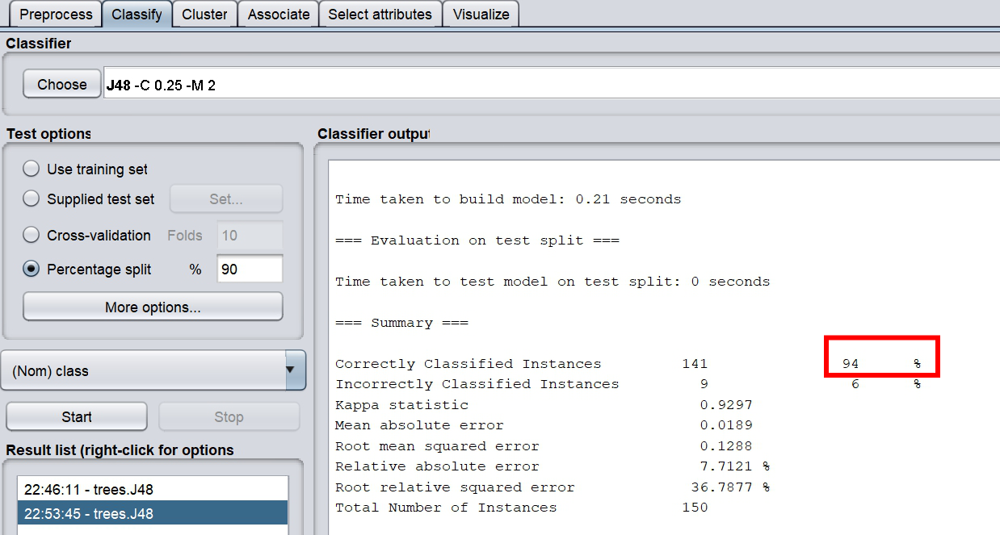 Preprocess Classify Cluster Associate Select attributes Visualize
Classifier
Choose J48 -C 0.25 -M 2
Test options
Use training set
Supplied test set Set...
Cross-validation Folds 10
Percentage split % 90
More options...
(Nom) class
Start Stop
Result list (right-click for options
22:46:11 - trees.J48
22:53:45 - trees.J48
Classifier output
Time taken to build model: 0.21 seconds
=== Evaluation on test split ===
Time taken to test model on test split: 0 seconds
=== Summary ===
Correctly Classified Instances 141 94 %
Incorrectly Classified Instances 9 6 %
Kappa statistic 0.9297
Mean absolute error 0.0189
Root mean squared error 0.1288
Relative absolute error 7.7121 %
Root relative squared error 36.7877 %
Total Number of Instances 150